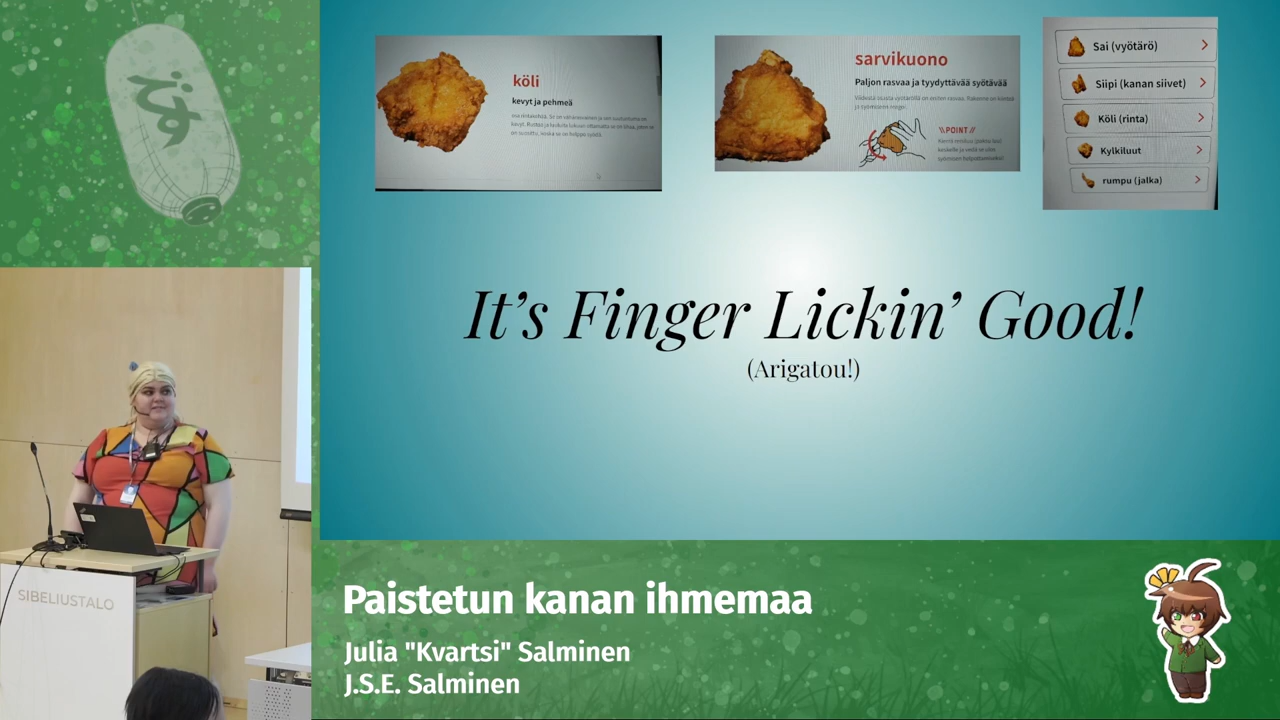 köli
kevyt ja pehmeä
sarvikuono
Paljon rasvaa ja tyydyttävää syötävää
POINT
Sai (vyötärö)
Siipi (kanan siivet)
Köli (rinta)
Kylkiluut
rumpu (jalka)
It's Finger Lickin' Good!
(Arigatou!)
SIBELIUSTALO
Paistetun kanan ihmemaa
Julia "Kvartsi" Salminen
J.S.E. Salminen